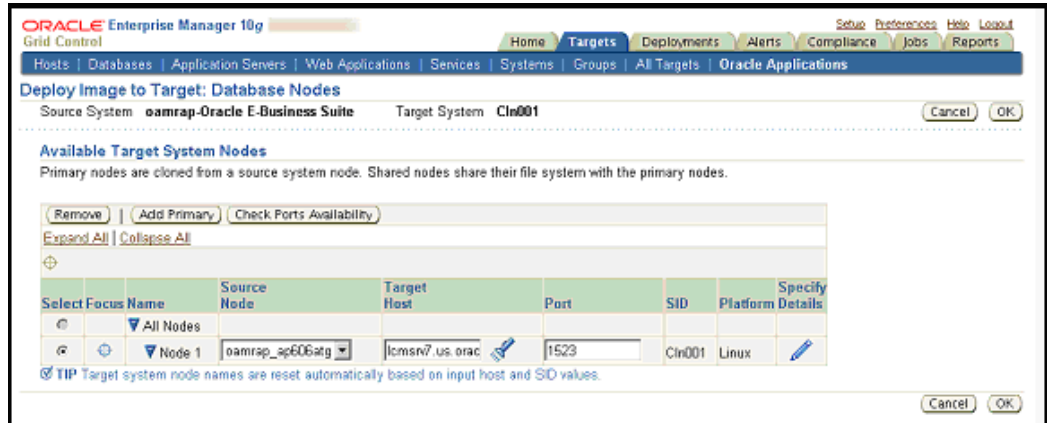 ORACLE Enterprise Manager 10g
Grid Control
Setup Preferences Help Logout
Home Targets Deployments Alerts Compliance Jobs Reports
Hosts | Databases | Application Servers | Web Applications | Services | Systems | Groups | All Targets | Oracle Applications
Deploy Image to Target: Database Nodes
Source System oamrap-Oracle E-Business Suite Target System Cln001 Cancel OK
Available Target System Nodes
Primary nodes are cloned from a source system node. Shared nodes share their file system with the primary nodes.
Remove | Add Primary Check Ports Availability
Expand All | Collapse All
Select Focus Name Source Node Target Host Port SID Platform Specify Details
All Nodes
Node 1 oamrap_ap606atg lcmsrv7.us.orac 1523 Cln001 Linux
TIP Target system node names are reset automatically based on input host and SID values.
Cancel OK